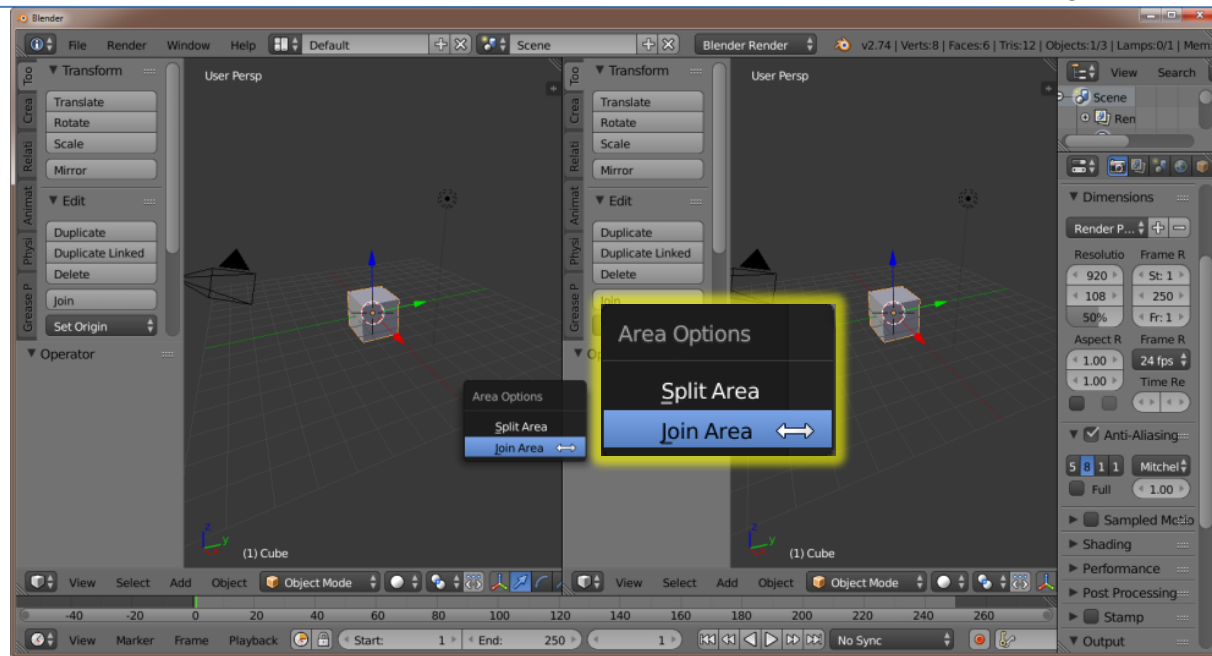 Blender
File Render Window Help Default Scene Blender Render v2.74 | Verts:8 | Faces:6 | Tris:12 | Objects:1/3 | Lamps:0/1 | Mem:
Too
Crea
Relati
Animat
Physi
Grease P
Transform
Translate
Rotate
Scale
Mirror
Edit
Duplicate
Duplicate Linked
Delete
Join
Set Origin
Operator
User Persp
z
y
(1) Cube
Area Options
Split Area
Join Area
Too
Crea
Relati
Animat
Physi
Grease P
Transform
Translate
Rotate
Scale
Mirror
Edit
Duplicate
Duplicate Linked
Delete
Join
User Persp
Area Options
Split Area
Join Area
z
y
(1) Cube
View Search
Scene
Ren
Dimensions
Render P...
Resolutio Frame R
920 St: 1
108 250
50% Fr: 1
Aspect R Frame R
1.00 24 fps
1.00 Time Re
Anti-Aliasing
5 8 1 1 Mitchel
Full 1.00
Sampled Motio
Shading
Performance
Post Processing
Stamp
Output
View Select Add Object Object Mode
View Select Add Object Object Mode
-40 -20 0 20 40 60 80 100 120 140 160 180 200 220 240 260
View Marker Frame Playback Start: 1 End: 250 1 No Sync